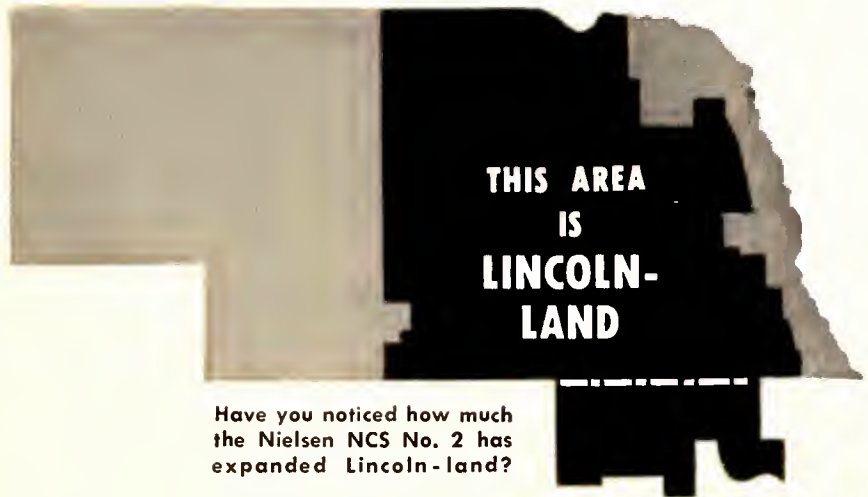 THIS AREA
IS
LINCOLN-
LAND
Have you noticed how much
the Nielsen NCS No. 2 has
expanded Lincoln-land?